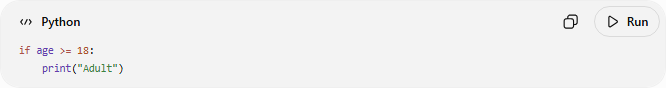 Python
Run
if age >= 18:
    print("Adult")